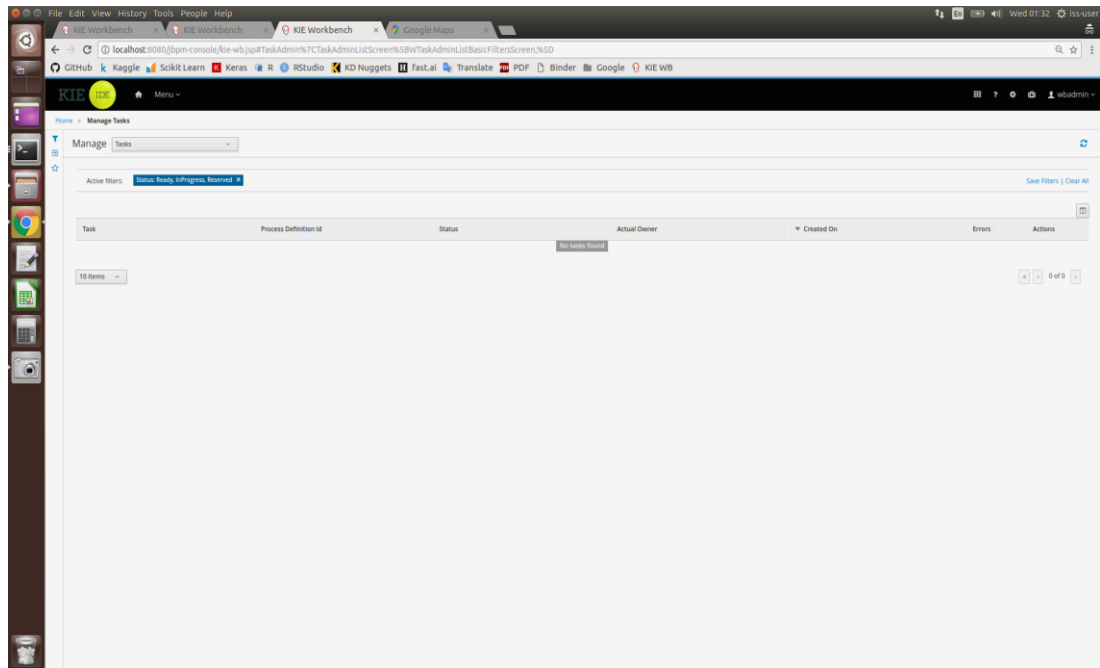 File Edit View History Tools People Help
En
Wed 01:32
iss-user
KIE Workbench × KIE Workbench × KIE Workbench × Google Maps ×
localhost:8080/jbpm-console/kie-wb.jsp#TaskAdmin%7CTaskAdminListScreen%5BWTaskAdminListBasicFiltersScreen,%5D
GitHub k Kaggle Scikit Learn K Keras R RStudio KD Nuggets fast.ai Translate PDF PDF Binder Google KIE WB
KIE IDE Menu
? wbadmin
Home » Manage Tasks
Manage Tasks
Active filters: Status: Ready, InProgress, Reserved ×
Save Filters | Clear All
Task Process Definition Id Status Actual Owner Created On Errors Actions
No tasks found
10 Items
« ‹ 0 of 0 ›